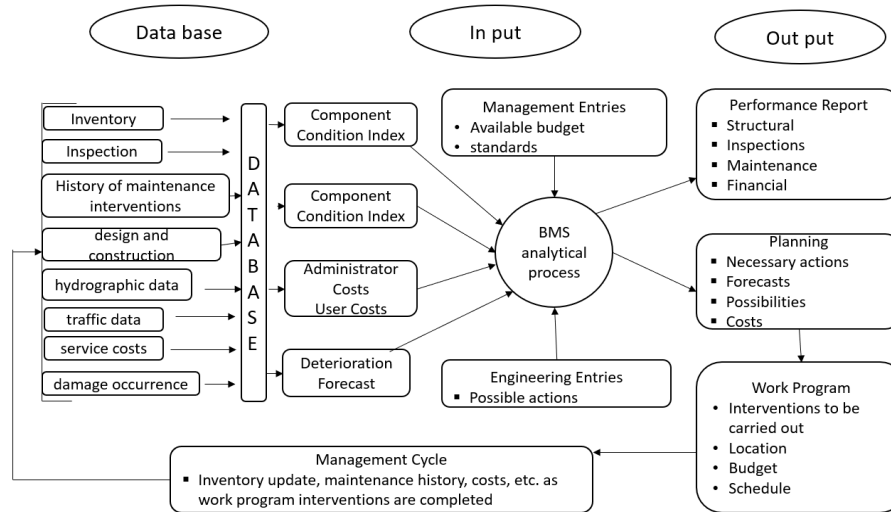 Data base
In put
Out put
Inventory
Inspection
History of maintenance
interventions
design and
construction
hydrographic data
traffic data
service costs
damage occurrence
D
A
T
A
B
A
S
E
Component
Condition Index
Component
Condition Index
Administrator
Costs
User Costs
Deterioration
Forecast
Management Entries
• Available budget
• standards
BMS
analytical
process
Engineering Entries
▪ Possible actions
Performance Report
▪ Structural
▪ Inspections
▪ Maintenance
▪ Financial
Planning
▪ Necessary actions
▪ Forecasts
▪ Possibilities
▪ Costs
Work Program
• Interventions to be
carried out
• Location
• Budget
• Schedule
Management Cycle
▪ Inventory update, maintenance history, costs, etc. as
work program interventions are completed